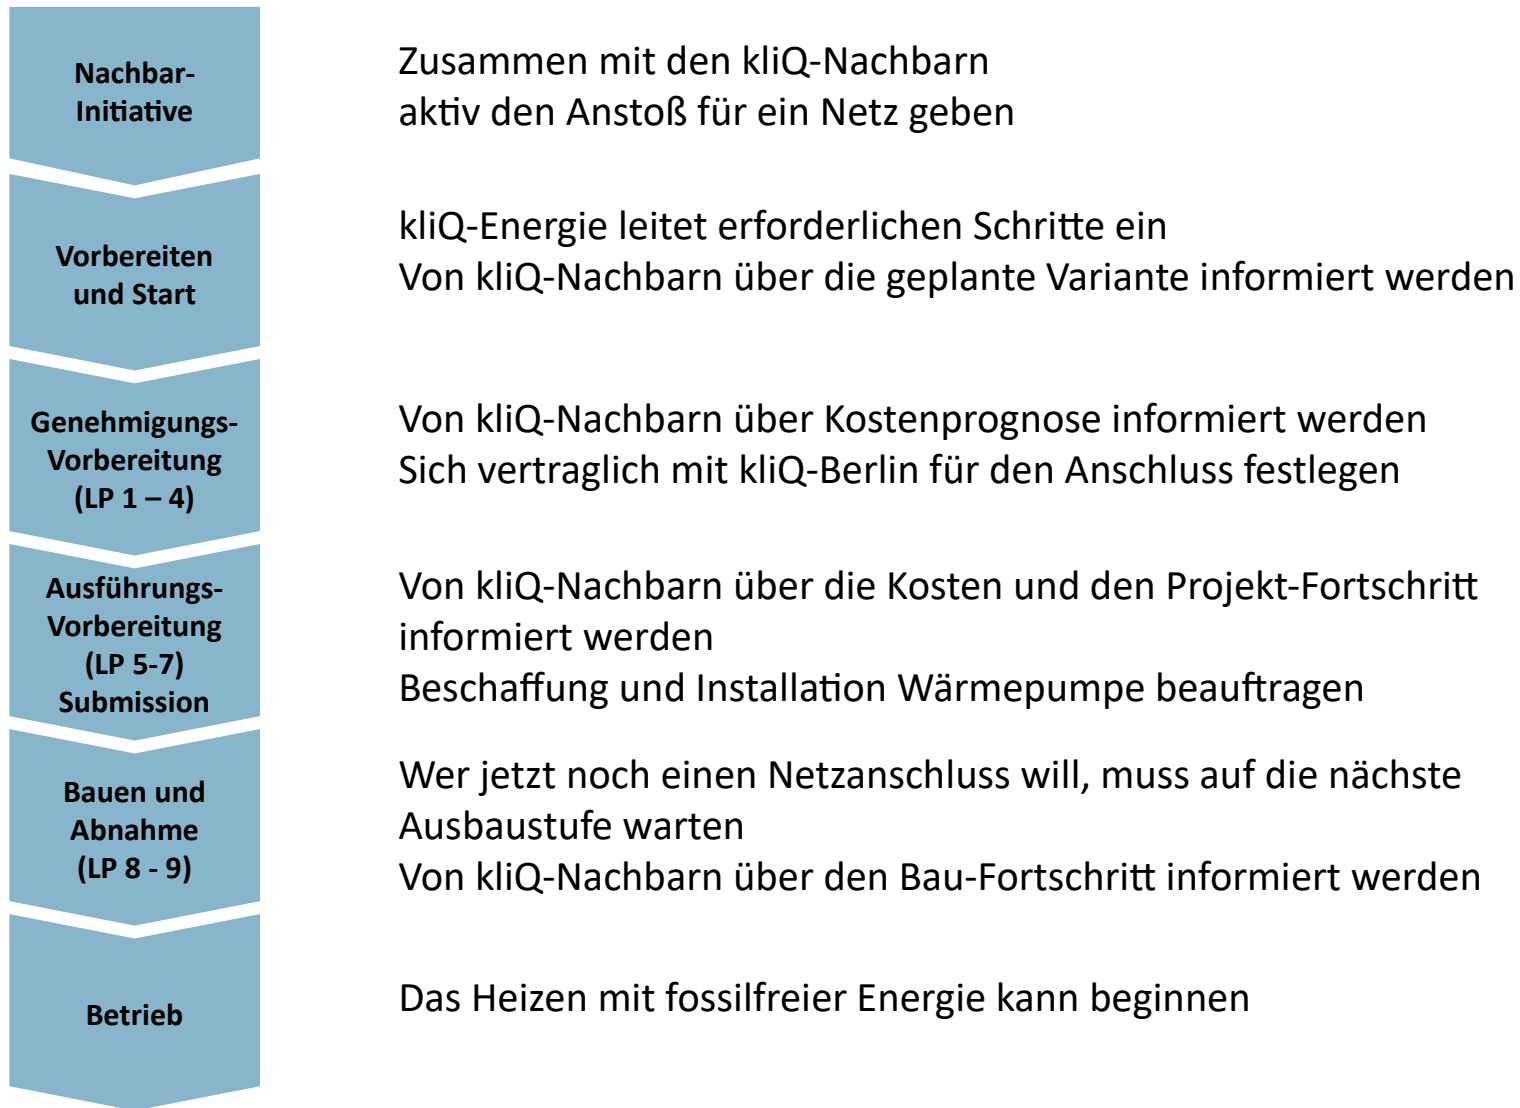 Nachbar-
Initiative
Zusammen mit den kliQ-Nachbarn
aktiv den Anstoß für ein Netz geben
Vorbereiten
und Start
kliQ-Energie leitet erforderlichen Schritte ein
Von kliQ-Nachbarn über die geplante Variante informiert werden
Genehmigungs-
Vorbereitung
(LP 1 – 4)
Von kliQ-Nachbarn über Kostenprognose informiert werden
Sich vertraglich mit kliQ-Berlin für den Anschluss festlegen
Ausführungs-
Vorbereitung
(LP 5-7)
Submission
Von kliQ-Nachbarn über die Kosten und den Projekt-Fortschritt
informiert werden
Beschaffung und Installation Wärmepumpe beauftragen
Bauen und
Abnahme
(LP 8 - 9)
Wer jetzt noch einen Netzanschluss will, muss auf die nächste
Ausbaustufe warten
Von kliQ-Nachbarn über den Bau-Fortschritt informiert werden
Betrieb
Das Heizen mit fossilfreier Energie kann beginnen